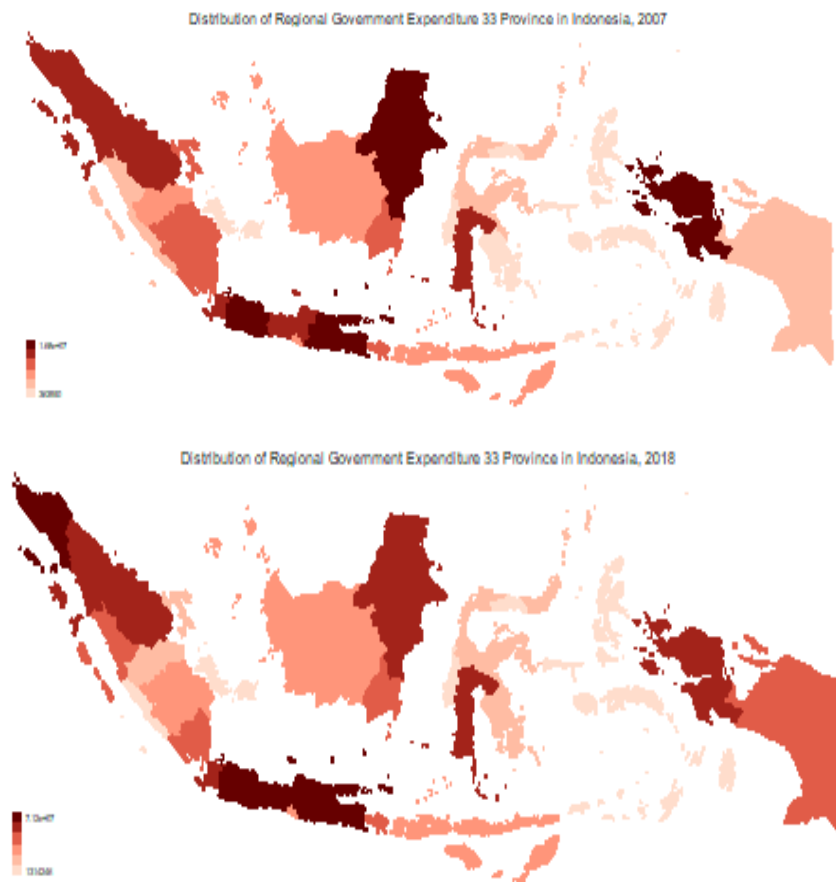 Distribution of Regional Government Expenditure 33 Province in Indonesia, 2007
Distribution of Regional Government Expenditure 33 Province in Indonesia, 2018